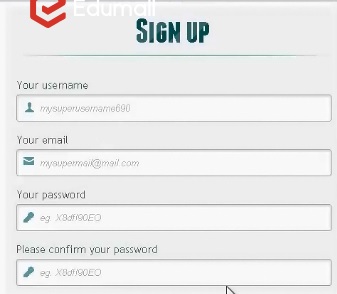 Edumall
SIGN UP
Your username
mysuperusername690
Your email
mysupermail@mail.com
Your password
eg. X8df!90EO
Please confirm your password
eg. X8df!90EO